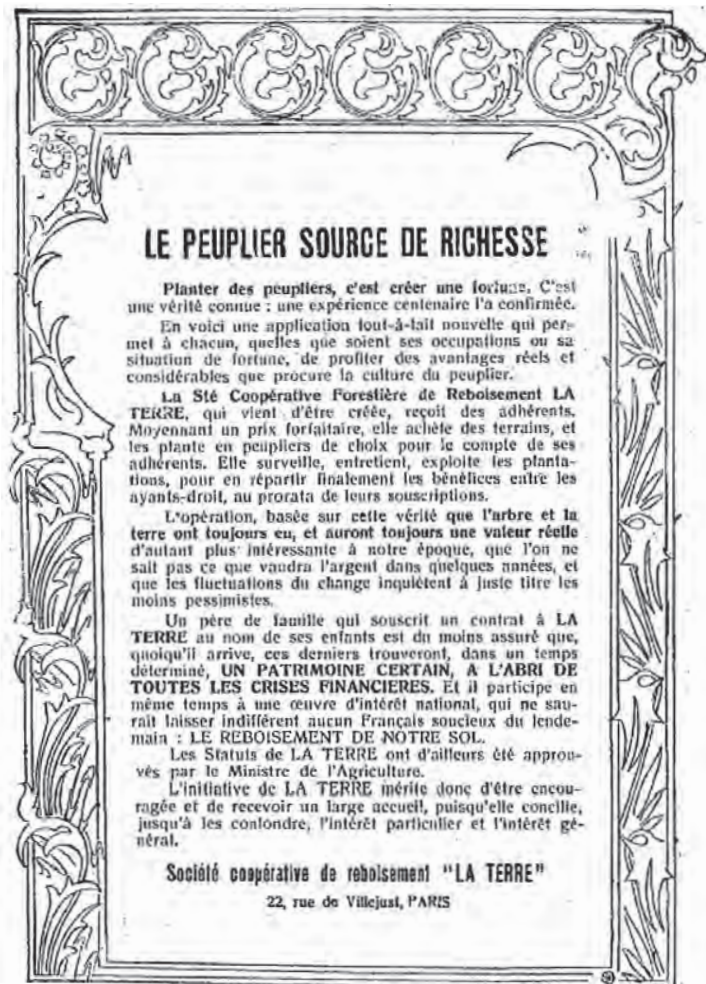 LE PEUPLIER SOURCE DE RICHESSE
Planter des peupliers, c'est créer une fortune. C'est
une vérité connue : une expérience centenaire l'a confirmée.
En voici une application tout-à-fait nouvelle qui per-
met à chacun, quelles que soient ses occupations ou sa
situation de fortune, de profiter des avantages réels et
considérables que procure la culture du peuplier.
La Sté Coopérative Forestière de Reboisement LA
TERRE, qui vient d'être créée, reçoit des adhérents.
Moyennant un prix forfaitaire, elle achète des terrains, et
les plante en peupliers de choix pour le compte de ses
adhérents. Elle surveille, entretient, exploite les planta-
tions, pour en répartir finalement les bénéfices entre les
ayants-droit, au prorata de leurs souscriptions.
L'opération, basée sur cette vérité que l'arbre et la
terre ont toujours eu, et auront toujours une valeur réelle
d'autant plus intéressante à notre époque, que l'on ne
sait pas ce que vaudra l'argent dans quelques années, et
que les fluctuations du change inquiètent à juste titre les
moins pessimistes.
Un père de famille qui souscrit un contrat à LA
TERRE au nom de ses enfants est du moins assuré que,
quoiqu'il arrive, ces derniers trouveront, dans un temps
déterminé, UN PATRIMOINE CERTAIN, A L'ABRI DE
TOUTES LES CRISES FINANCIERES. Et il participe en
même temps à une œuvre d'intérêt national, qui ne sau-
rait laisser indifférent aucun Français soucieux du lende-
main : LE REBOISEMENT DE NOTRE SOL.
Les Statuts de LA TERRE ont d'ailleurs été approu-
vés par le Ministre de l'Agriculture.
L'initiative de LA TERRE mérite donc d'être encou-
ragée et de recevoir un large accueil, puisqu'elle concilie,
jusqu'à les confondre, l'intérêt particulier et l'intérêt gé-
néral.
Société coopérative de reboisement "LA TERRE"
22, rue de Villejust, PARIS